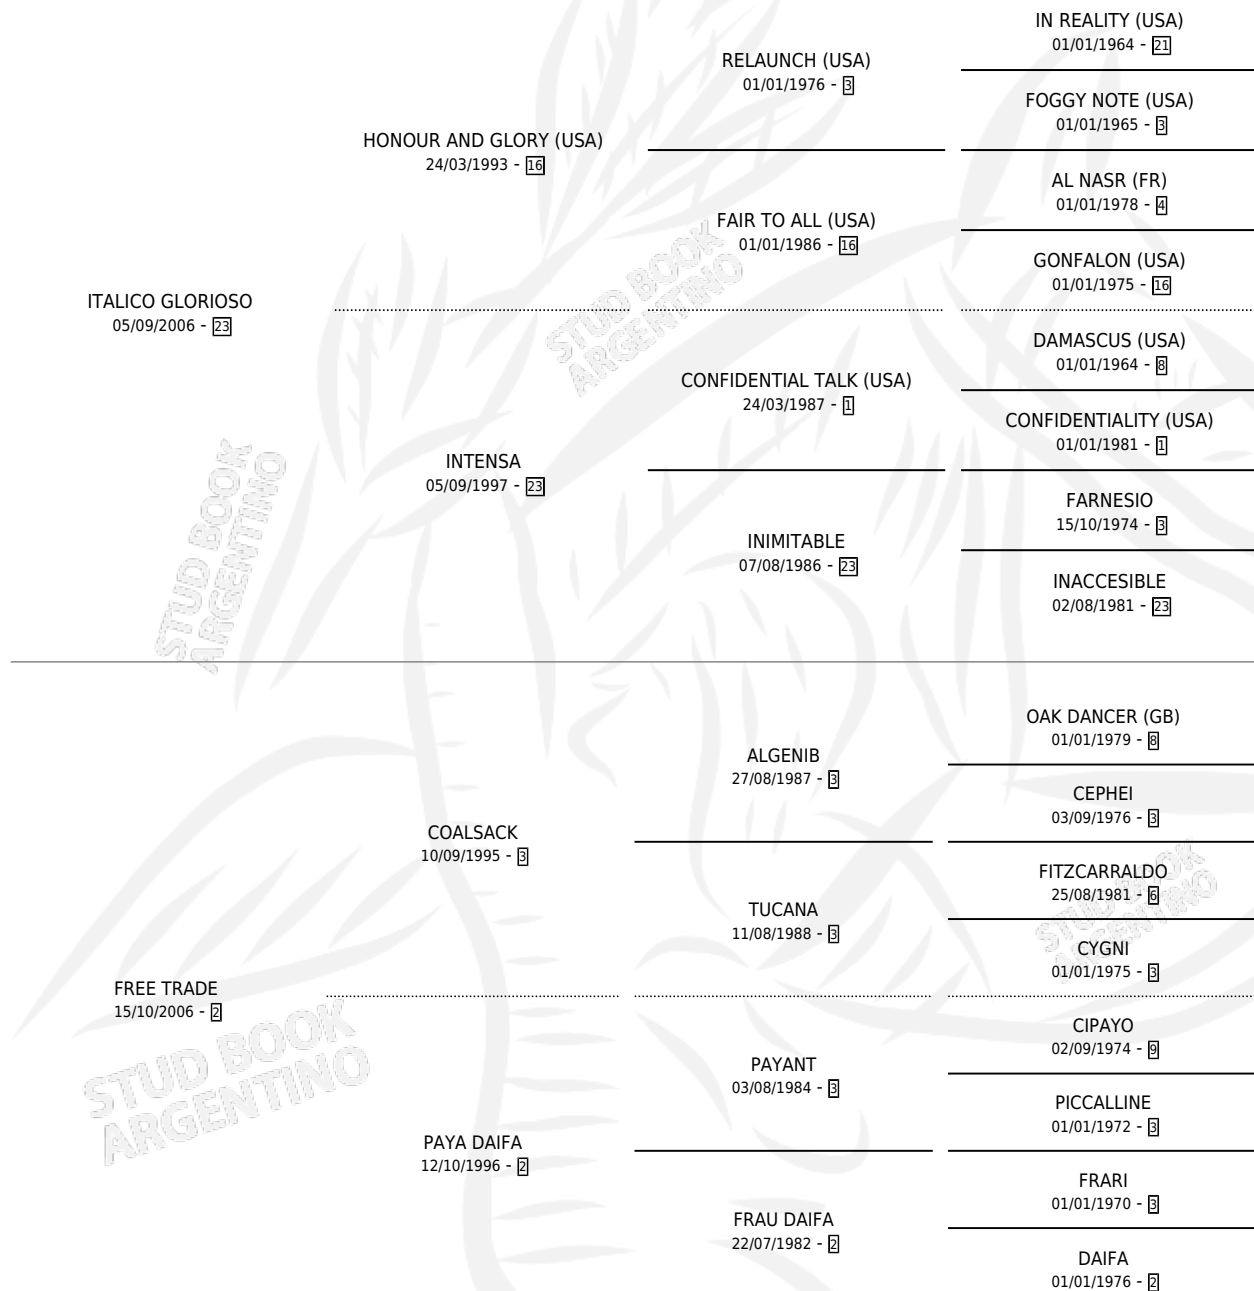 IN REALITY (USA)
01/01/1964 - 21
RELAUNCH (USA)
01/01/1976 - 3
FOGGY NOTE (USA)
01/01/1965 - 3
HONOUR AND GLORY (USA)
24/03/1993 - 16
AL NASR (FR)
01/01/1978 - 4
FAIR TO ALL (USA)
01/01/1986 - 16
GONFALON (USA)
01/01/1975 - 16
STUD BOOK
ARGENTINO
ITALICO GLORIOSO
05/09/2006 - 23
DAMASCUS (USA)
01/01/1964 - 8
CONFIDENTIAL TALK (USA)
24/03/1987 - 1
CONFIDENTIALITY (USA)
01/01/1981 - 1
INTENSA
05/09/1997 - 23
FARNESIO
15/10/1974 - 3
INIMITABLE
07/08/1986 - 23
INACCESIBLE
02/08/1981 - 23
STUD BOOK
ARGENTINO
OAK DANCER (GB)
01/01/1979 - 8
ALGENIB
27/08/1987 - 3
CEPHEI
03/09/1976 - 3
COALSACK
10/09/1995 - 3
FITZCARRALDO
25/08/1981 - 6
TUCANA
11/08/1988 - 3
CYGNI
01/01/1975 - 3
STUD BOOK
ARGENTINO
FREE TRADE
15/10/2006 - 2
CIPAYO
02/09/1974 - 9
PAYANT
03/08/1984 - 3
PICCALLINE
01/01/1972 - 3
STUD BOOK
ARGENTINO
PAYA DAIFA
12/10/1996 - 2
FRARI
01/01/1970 - 3
FRAU DAIFA
22/07/1982 - 2
DAIFA
01/01/1976 - 2